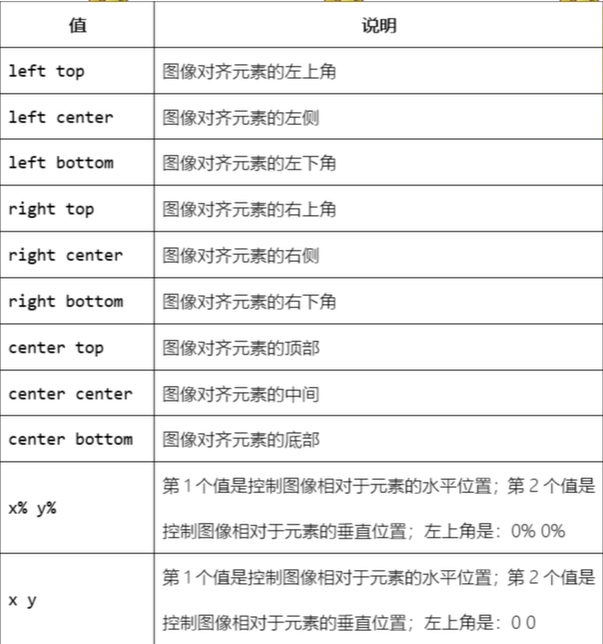 值 说明
left top 图像对齐元素的左上角
left center 图像对齐元素的左侧
left bottom 图像对齐元素的左下角
right top 图像对齐元素的右上角
right center 图像对齐元素的右侧
right bottom 图像对齐元素的右下角
center top 图像对齐元素的顶部
center center 图像对齐元素的中间
center bottom 图像对齐元素的底部
x% y% 第1个值是控制图像相对于元素的水平位置；第2个值是
控制图像相对于元素的垂直位置；左上角是：0% 0%
x y 第1个值是控制图像相对于元素的水平位置；第2个值是
控制图像相对于元素的垂直位置；左上角是：0 0